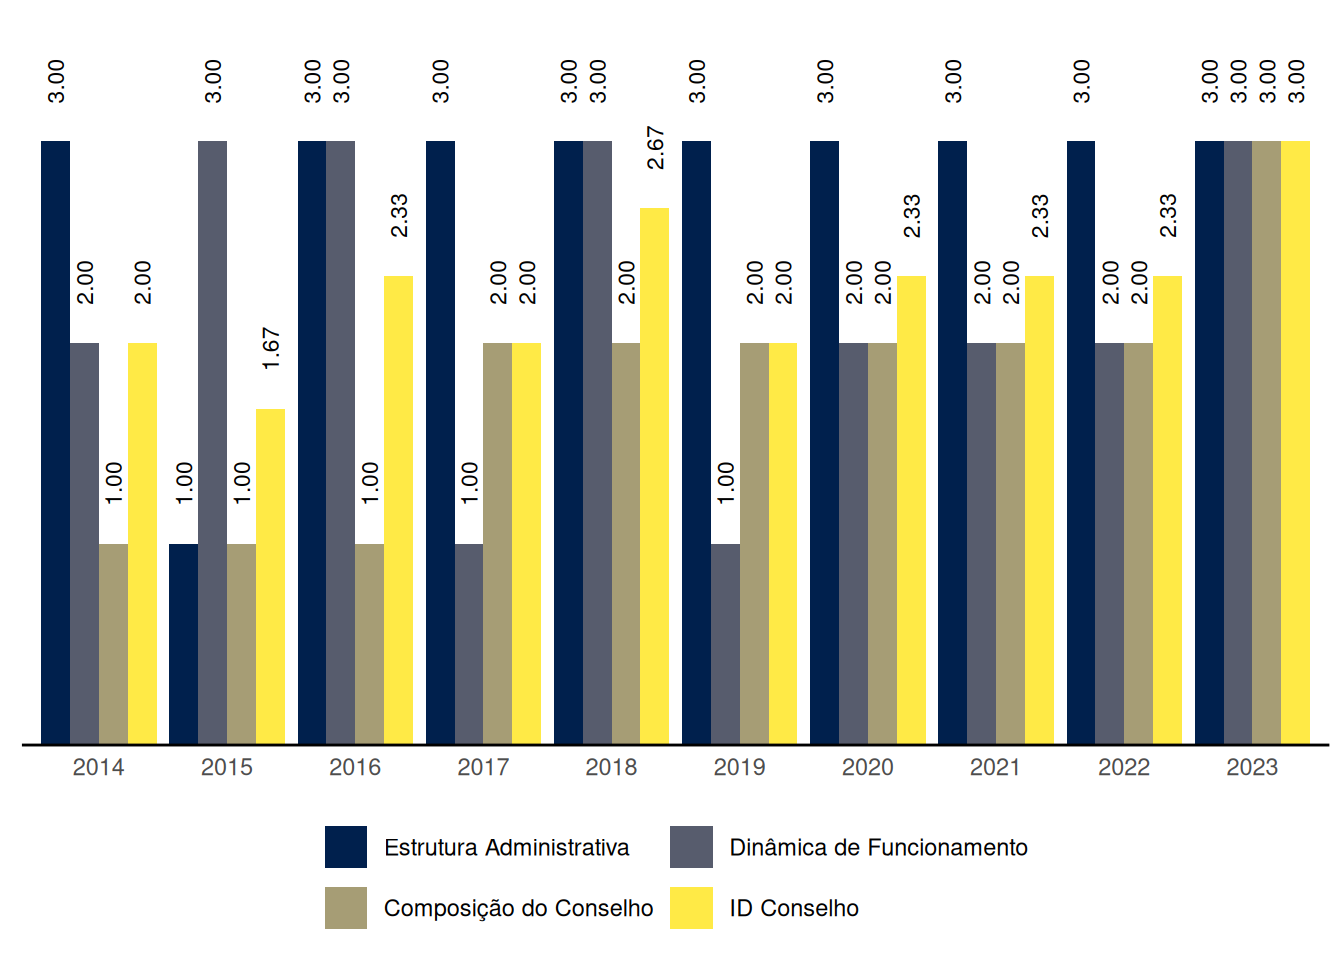 3.00 2.00 1.00 2.00
1.00 3.00 1.00 1.67
3.00 3.00 1.00 2.33
3.00 1.00 2.00 2.00
3.00 3.00 2.00 2.67
3.00 1.00 2.00 2.00
3.00 2.00 2.00 2.33
3.00 2.00 2.00 2.33
3.00 2.00 2.00 2.33
3.00 3.00 3.00 3.00
2014 2015 2016 2017 2018 2019 2020 2021 2022 2023
Estrutura Administrativa Dinâmica de Funcionamento
Composição do Conselho ID Conselho